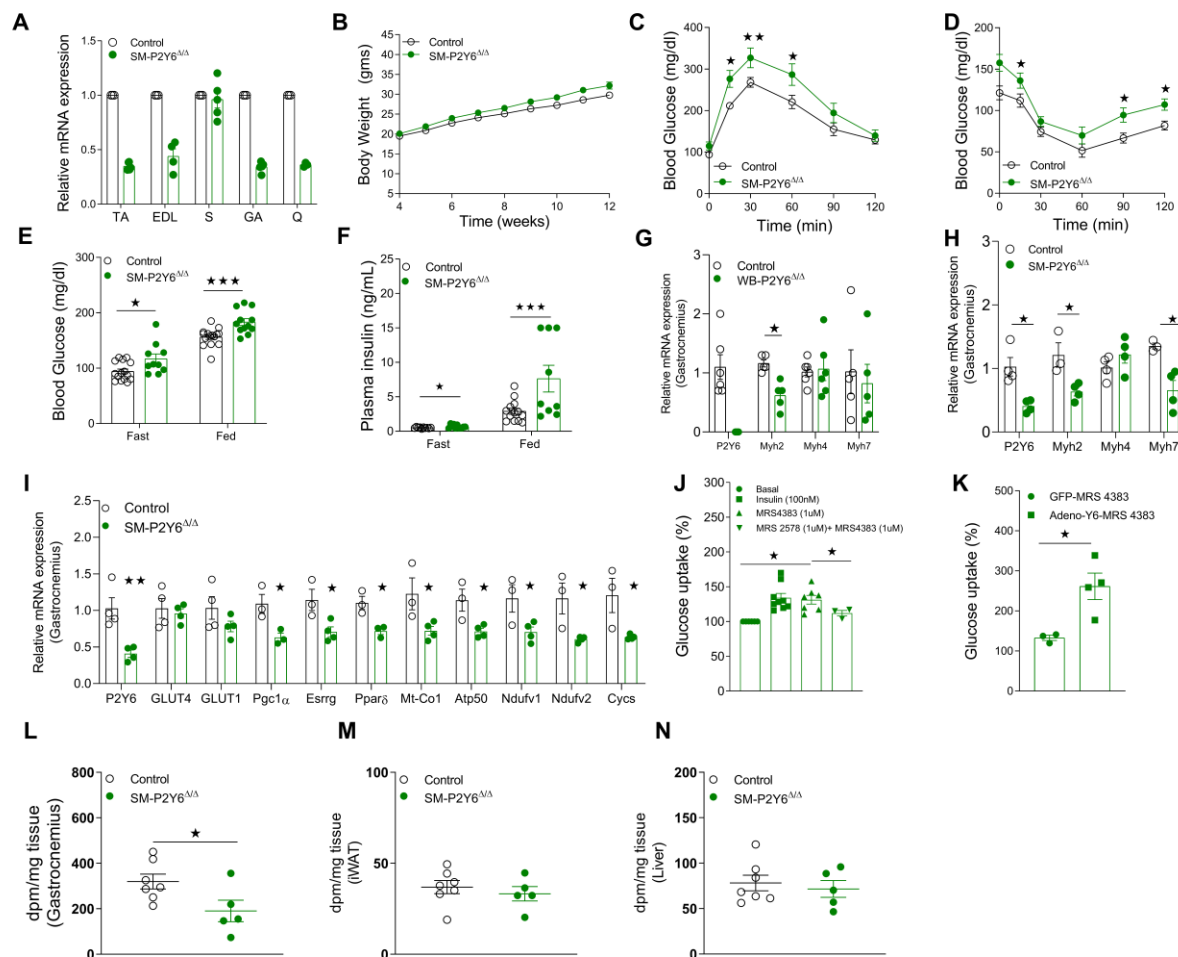 A
Relative mRNA expression
Control
SM-P2Y6Δ/Δ
1.5
1.0
0.5
0
TA EDL S GA Q
B
Body Weight (gms)
Control
SM-P2Y6Δ/Δ
45
40
35
30
25
20
15
10
5
0
4 6 8 10 12
Time (weeks)
C
Blood Glucose (mg/dl)
400
300
200
100
0
★ ★★ ★
Control
SM-P2Y6Δ/Δ
0 30 60 90 120
Time (min)
D
Blood Glucose (mg/dl)
200
150
100
50
0
★ ★ ★
Control
SM-P2Y6Δ/Δ
0 30 60 90 120
Time (min)
E
Blood Glucose (mg/dl)
Control
SM-P2Y6Δ/Δ
300
200
100
0
★ ★★★
Fast Fed
F
Plasma insulin (ng/mL)
Control
SM-P2Y6Δ/Δ
20
15
10
5
0
★ ★★★
Fast Fed
G
Relative mRNA expression
(Gastrocnemius)
Control
WB-P2Y6Δ/Δ
2
1
0
★
P2Y6 Myh2 Myh4 Myh7
H
Relative mRNA expression
(Gastrocnemius)
Control
SM-P2Y6Δ/Δ
3
2
1
0
★ ★ ★
P2Y6 Myh2 Myh4 Myh7
I
Relative mRNA expression
(Gastrocnemius)
Control
SM-P2Y6Δ/Δ
2.5
2.0
1.5
1.0
0.5
0
★★ ★ ★ ★ ★ ★ ★ ★ ★
P2Y6 GLUT4 GLUT1 Pgc1α Esrrg Pparδ Mt-Co1 Atp50 Ndufv1 Ndufv2 Cycs
J
Glucose uptake (%)
Basal
Insulin (100nM)
MRS4383 (1uM)
MRS 2578 (1uM)+ MRS4383 (1uM)
300
250
200
150
100
50
0
★ ★
K
Glucose uptake (%)
GFP-MRS 4383
Adeno-Y6-MRS 4383
500
400
300
200
100
0
★
L
dpm/mg tissue
(Gastrocnemius)
Control
SM-P2Y6Δ/Δ
800
600
400
200
0
★
M
dpm/mg tissue
(iWAT)
Control
SM-P2Y6Δ/Δ
100
50
0
N
dpm/mg tissue
(Liver)
Control
SM-P2Y6Δ/Δ
200
150
100
50
0